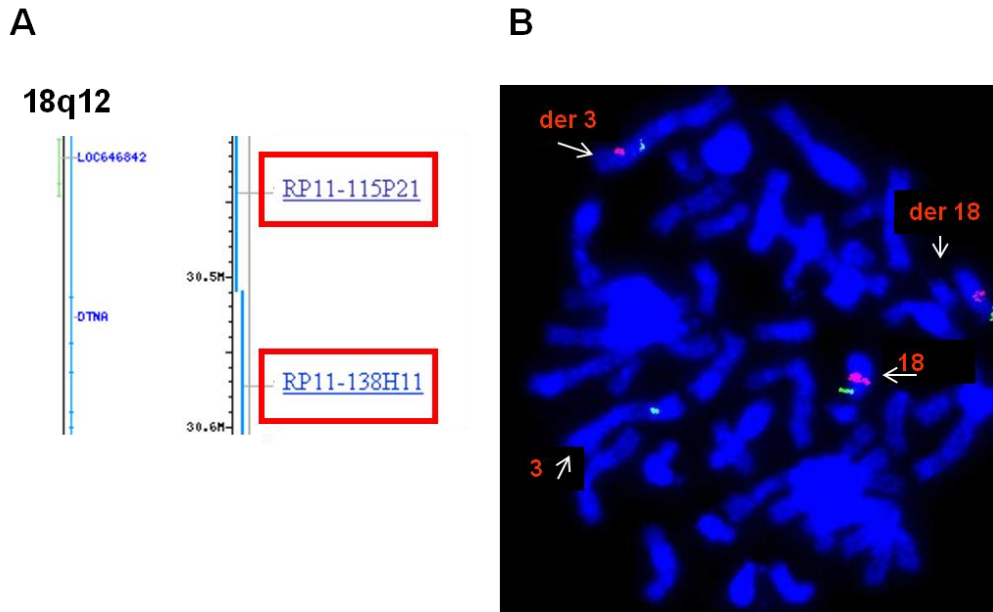 A
B
18q12
LOC646842
RP11-115P21
30.5M
DTNA
RP11-138H11
30.6M
der 3
der 18
18
3